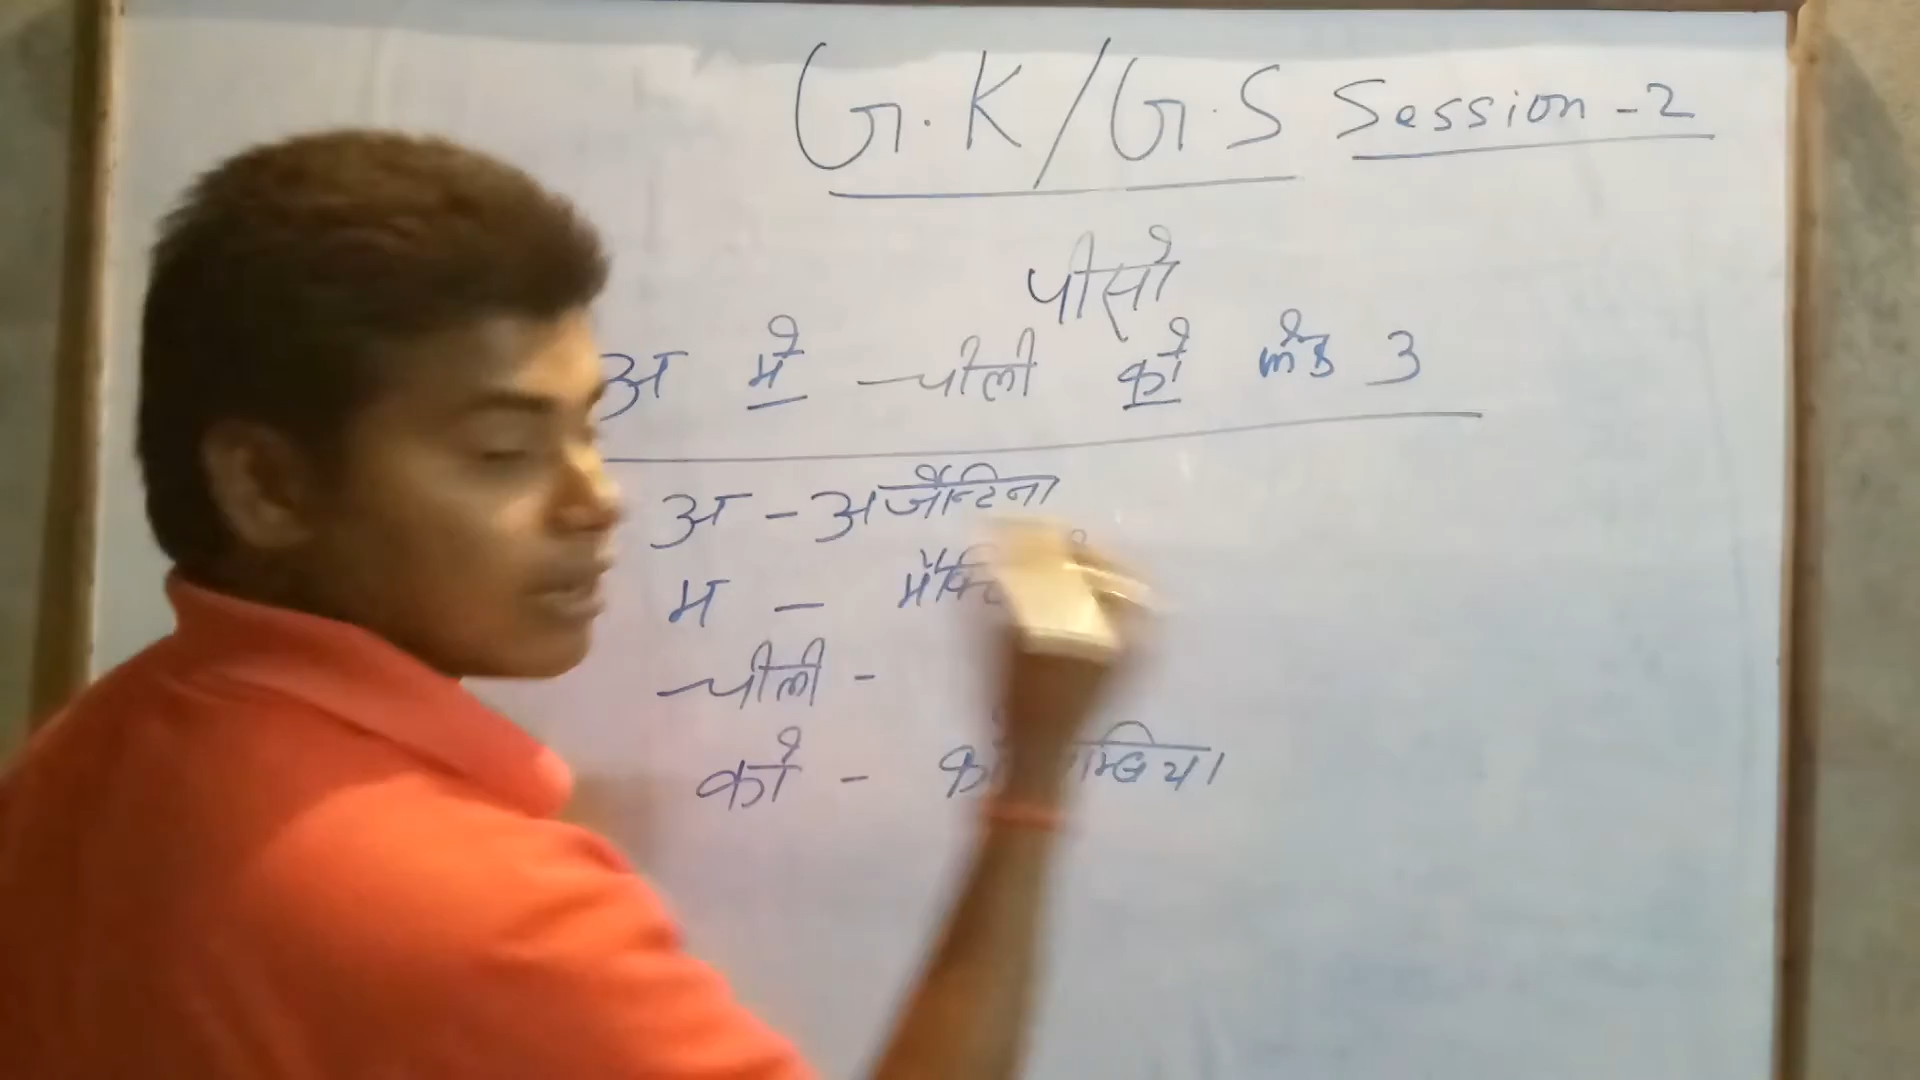 G.K/G.S Session-2
पीसो
अ में चीली को 3
अ - अर्जेन्टिना
म -
चीली -
को -